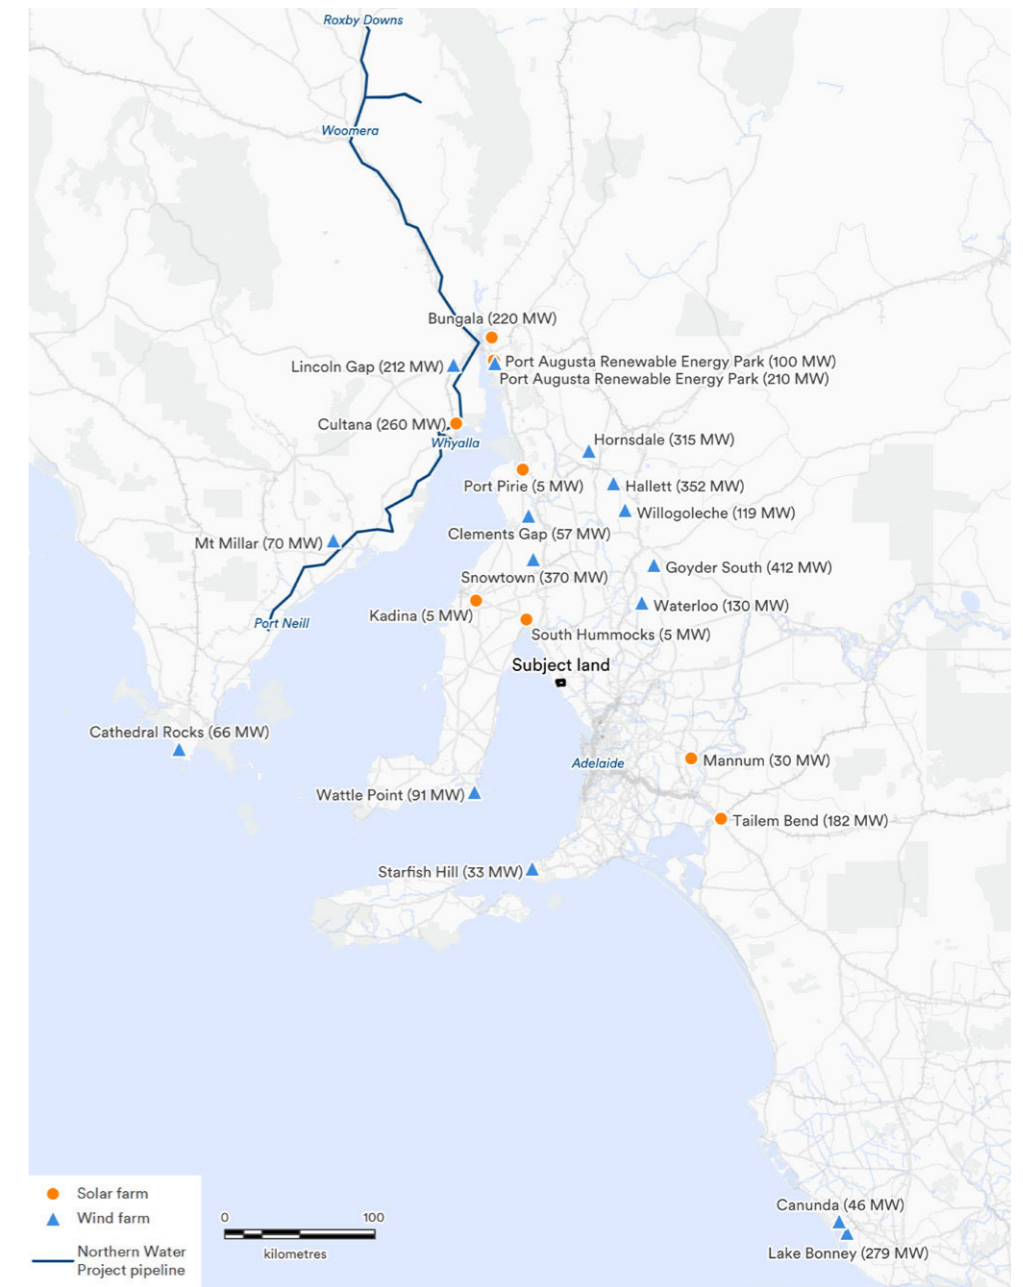 Roxby Downs
Woomera
Bungala (220 MW)
Lincoln Gap (212 MW)
Port Augusta Renewable Energy Park (100 MW)
Port Augusta Renewable Energy Park (210 MW)
Cultana (260 MW)
Whyalla
Hornsdale (315 MW)
Port Pirie (5 MW)
Hallett (352 MW)
Willogoleche (119 MW)
Clements Gap (57 MW)
Mt Millar (70 MW)
Snowtown (370 MW)
Goyder South (412 MW)
Waterloo (130 MW)
Kadina (5 MW)
Port Neill
South Hummocks (5 MW)
Subject land
Cathedral Rocks (66 MW)
Adelaide
Mannum (30 MW)
Wattle Point (91 MW)
Tailem Bend (182 MW)
Starfish Hill (33 MW)
Canunda (46 MW)
Lake Bonney (279 MW)
Solar farm
Wind farm
Northern Water
Project pipeline
0 100
kilometres